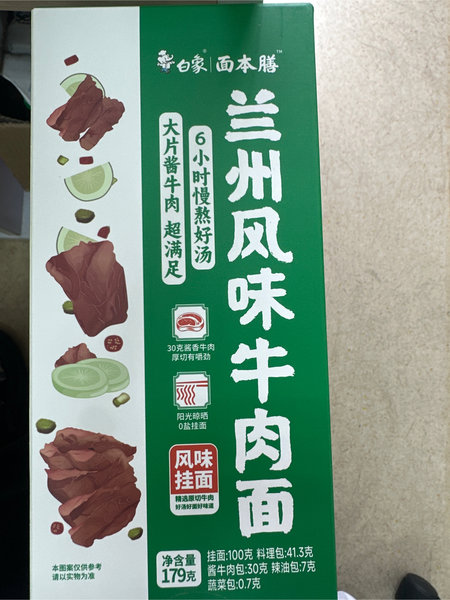 白象® 面本膳™
兰州风味牛肉面
6小时慢熬好汤
大片酱牛肉 超满足
30克酱香牛肉
厚切有嚼劲
阳光晾晒
0盐挂面
风味
挂面
精选原切牛肉
好汤好面好味道
净含量
179克
挂面:100克 料理包:41.3克
酱牛肉包:30克 辣油包:7克
蔬菜包:0.7克
本图案仅供参考
请以实物为准